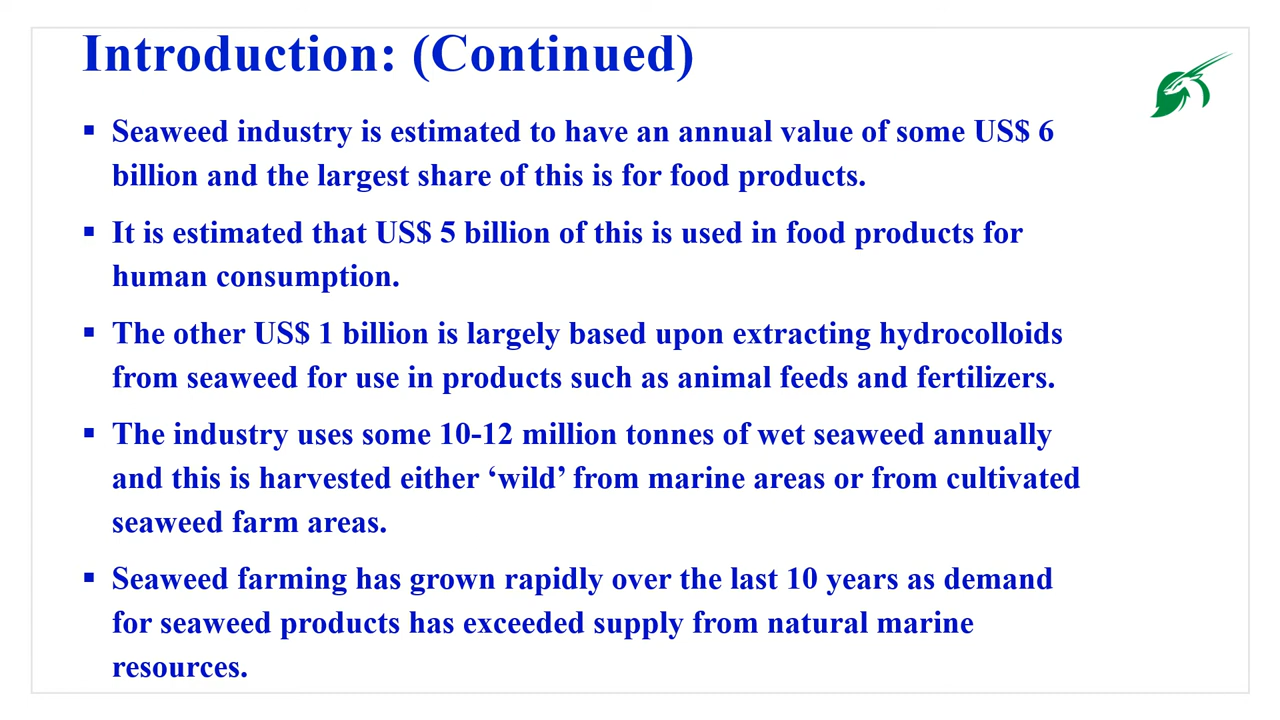 Introduction: (Continued)
▪ Seaweed industry is estimated to have an annual value of some US$ 6
billion and the largest share of this is for food products.
▪ It is estimated that US$ 5 billion of this is used in food products for
human consumption.
▪ The other US$ 1 billion is largely based upon extracting hydrocolloids
from seaweed for use in products such as animal feeds and fertilizers.
▪ The industry uses some 10-12 million tonnes of wet seaweed annually
and this is harvested either ‘wild’ from marine areas or from cultivated
seaweed farm areas.
▪ Seaweed farming has grown rapidly over the last 10 years as demand
for seaweed products has exceeded supply from natural marine
resources.